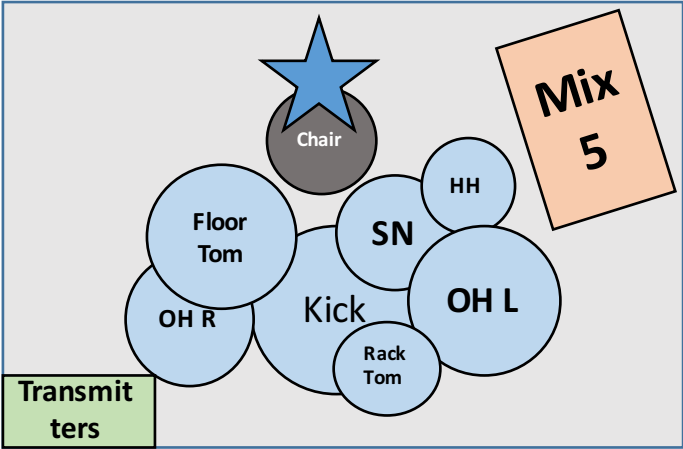 Mix
5
Chair
HH
Floor
Tom
SN
OH L
Kick
OH R
Rack
Tom
Transmit
ters